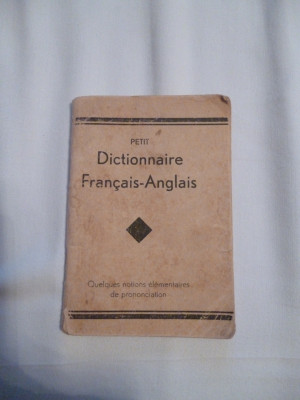 PETIT
Dictionnaire
Français-Anglais
Quelques notions élémentaires
de prononciation